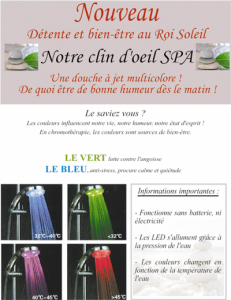 Nouveau
Détente et bien-être au Roi Soleil
Notre clin d'oeil SPA
Une douche à jet multicolore !
De quoi être de bonne humeur dès le matin !
Le saviez vous ?
Les couleurs influencent notre vie, notre humeur, notre état d'esprit !
En chromothérapie, les couleurs sont sources de bien-être.
LE VERT lutte contre l'angoisse
LE BLEU, anti-stress, procure calme et quiétude
32°C~40°C
<32°C
40°C~45°C
>45°C
Informations importantes :
- Fonctionne sans batterie, ni électricité
- Les LED s'allument grâce à la pression de l'eau
- Les couleurs changent en fonction de la température de l'eau